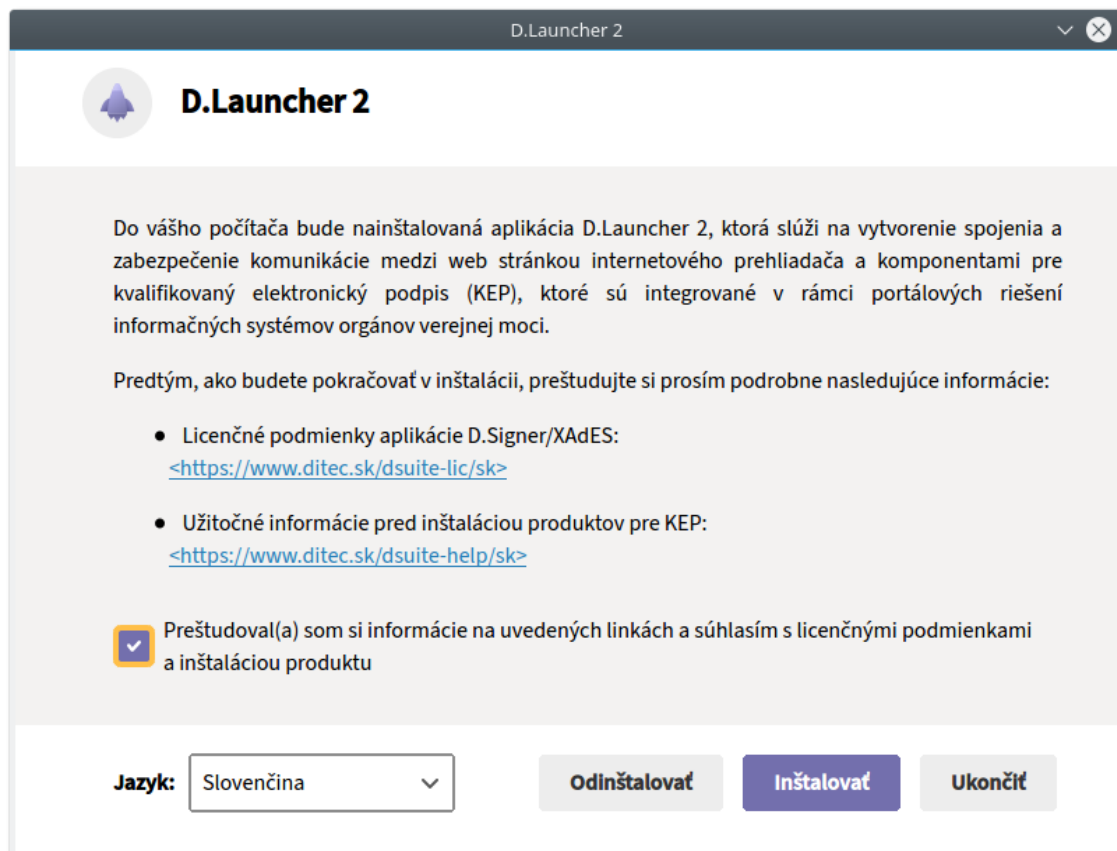 D.Launcher 2
D.Launcher 2
Do vášho počítača bude nainštalovaná aplikácia D.Launcher 2, ktorá slúži na vytvorenie spojenia a
zabezpečenie komunikácie medzi web stránkou internetového prehliadača a komponentami pre
kvalifikovaný elektronický podpis (KEP), ktoré sú integrované v rámci portálových riešení
informačných systémov orgánov verejnej moci.
Predtým, ako budete pokračovať v inštalácii, preštudujte si prosím podrobne nasledujúce informácie:
● Licenčné podmienky aplikácie D.Signer/XAdES:
<https://www.ditec.sk/dsuite-lic/sk>
● Užitočné informácie pred inštaláciou produktov pre KEP:
<https://www.ditec.sk/dsuite-help/sk>
Preštudoval(a) som si informácie na uvedených linkách a súhlasím s licenčnými podmienkami
a inštaláciou produktu
Jazyk: Slovenčina Odinštalovať Inštalovať Ukončiť